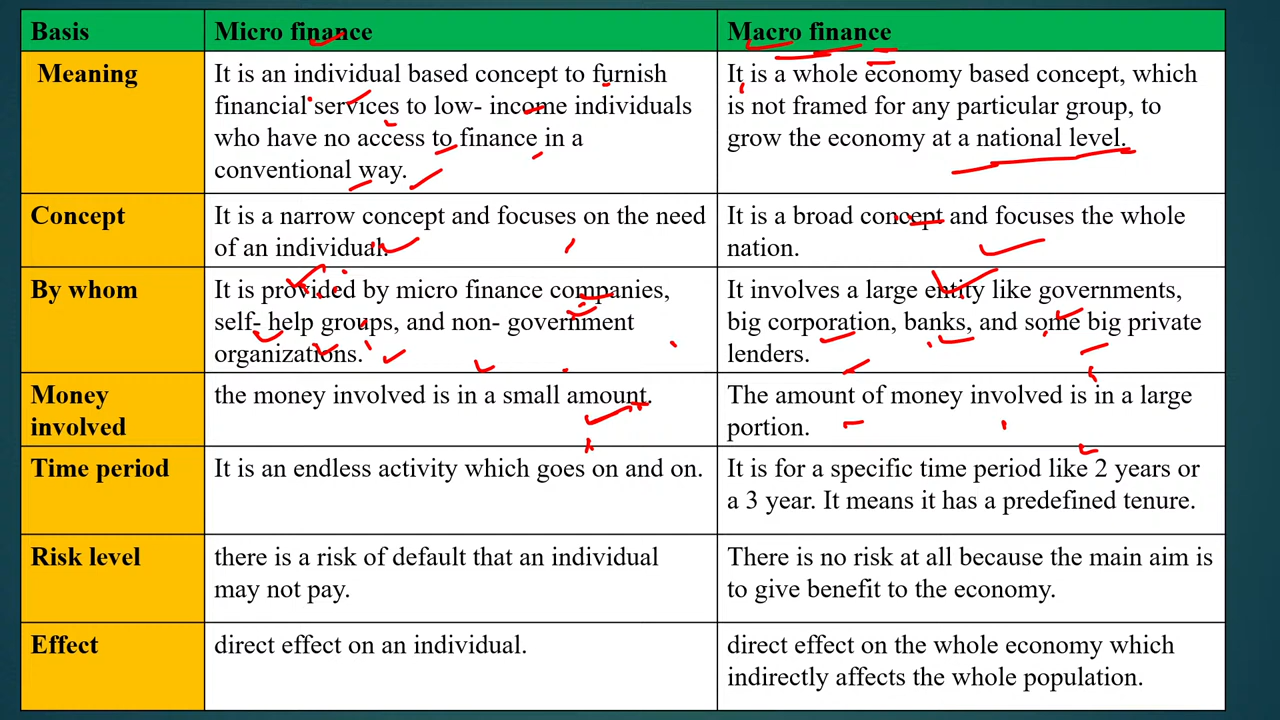 Basis
Micro finance
Macro finance
Meaning
It is an individual based concept to furnish
financial services to low- income individuals
who have no access to finance in a
conventional way.
It is a whole economy based concept, which
is not framed for any particular group, to
grow the economy at a national level.
Concept
It is a narrow concept and focuses on the need
of an individual.
It is a broad concept and focuses the whole
nation.
By whom
It is provided by micro finance companies,
self- help groups, and non- government
organizations.
It involves a large entity like governments,
big corporation, banks, and some big private
lenders.
Money
involved
the money involved is in a small amount.
The amount of money involved is in a large
portion.
Time period
It is an endless activity which goes on and on.
It is for a specific time period like 2 years or
a 3 year. It means it has a predefined tenure.
Risk level
there is a risk of default that an individual
may not pay.
There is no risk at all because the main aim is
to give benefit to the economy.
Effect
direct effect on an individual.
direct effect on the whole economy which
indirectly affects the whole population.